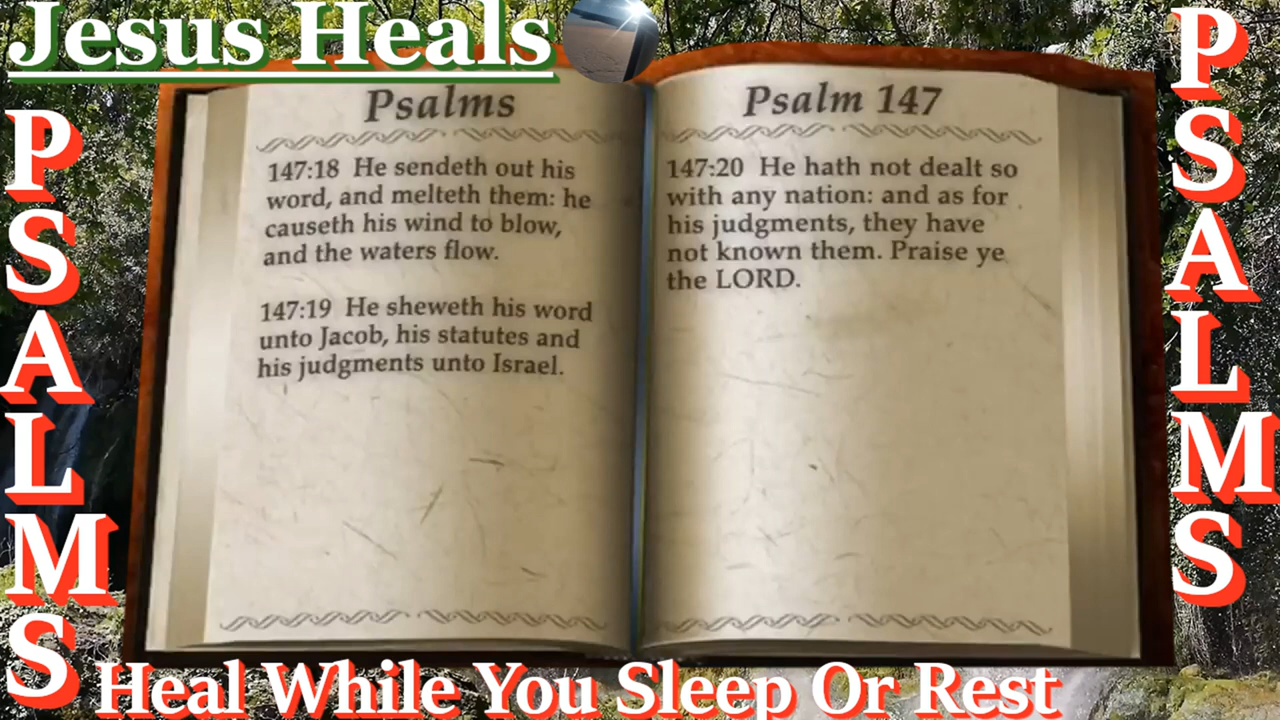 Jesus Heals
PSALMS
Psalms
147:18 He sendeth out his
word, and melteth them: he
causeth his wind to blow,
and the waters flow.
147:19 He sheweth his word
unto Jacob, his statutes and
his judgments unto Israel.
Psalm 147
147:20 He hath not dealt so
with any nation: and as for
his judgments, they have
not known them. Praise ye
the LORD.
PSALMS
Heal While You Sleep Or Rest